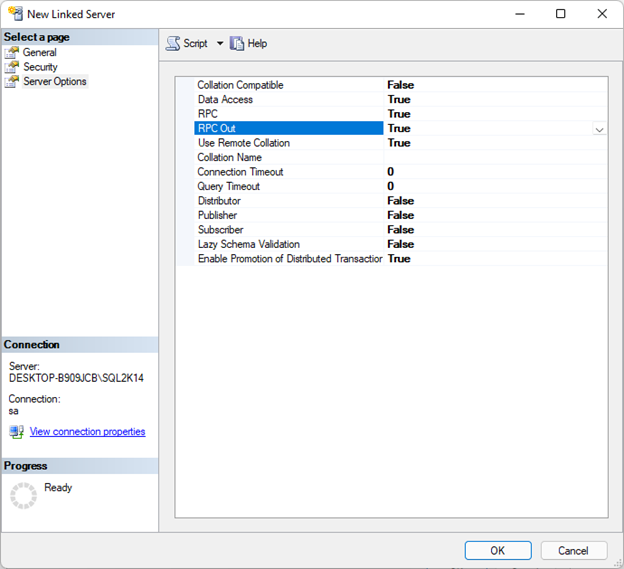 New Linked Server
Select a page
General
Security
Server Options
Script
Help
Collation Compatible False
Data Access True
RPC True
RPC Out True
Use Remote Collation True
Collation Name
Connection Timeout 0
Query Timeout 0
Distributor False
Publisher False
Subscriber False
Lazy Schema Validation False
Enable Promotion of Distributed Transaction True
Connection
Server:
DESKTOP-B909JCB\SQL2K14
Connection:
sa
View connection properties
Progress
Ready
OK
Cancel